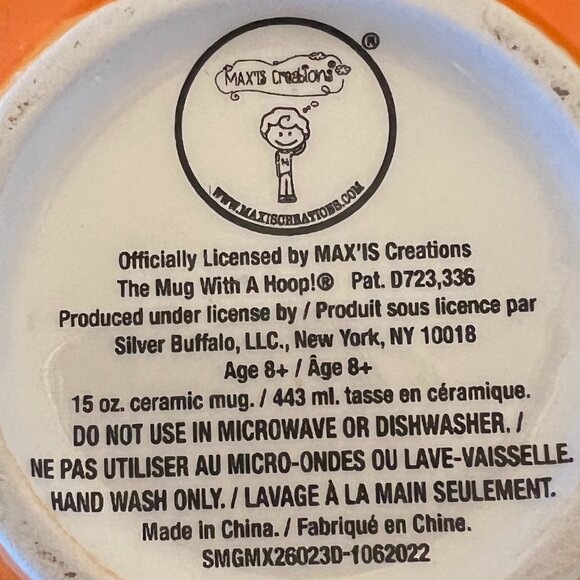 ®
MAX'IS Creations
WWW.MAXISCREATIONS.COM
Officially Licensed by MAX'IS Creations
The Mug With A Hoop!® Pat. D723,336
Produced under license by / Produit sous licence par
Silver Buffalo, LLC., New York, NY 10018
Age 8+ / Âge 8+
15 oz. ceramic mug. / 443 ml. tasse en céramique.
DO NOT USE IN MICROWAVE OR DISHWASHER. /
NE PAS UTILISER AU MICRO-ONDES OU LAVE-VAISSELLE.
HAND WASH ONLY. / LAVAGE À LA MAIN SEULEMENT.
Made in China. / Fabriqué en Chine.
SMGMX26023D-1062022